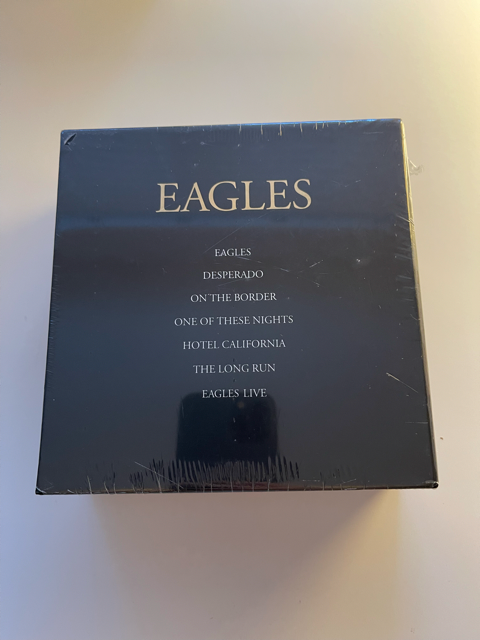 EAGLES
EAGLES
DESPERADO
ON THE BORDER
ONE OF THESE NIGHTS
HOTEL CALIFORNIA
THE LONG RUN
EAGLES LIVE